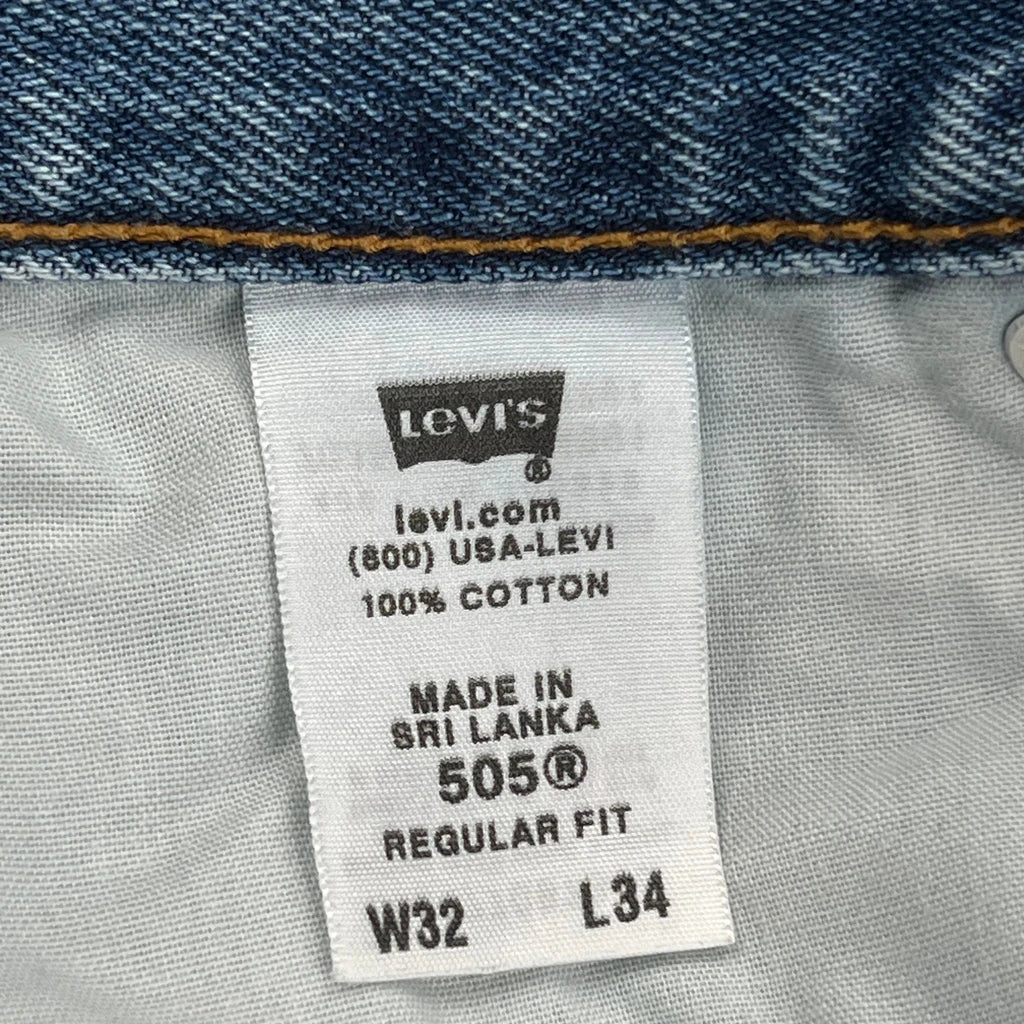 LEVI'S
®
levi.com
(800) USA-LEVI
100% COTTON
MADE IN
SRI LANKA
505®
REGULAR FIT
W32 L34